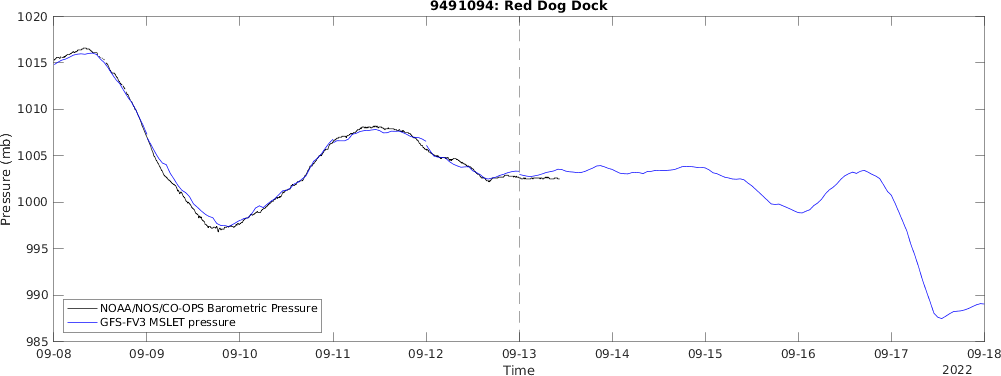 9491094: Red Dog Dock
1020
1015
1010
1005
1000
995
990
985
Pressure (mb)
NOAA/NOS/CO-OPS Barometric Pressure
GFS-FV3 MSLET pressure
09-08 09-09 09-10 09-11 09-12 09-13 09-14 09-15 09-16 09-17 09-18
Time
2022